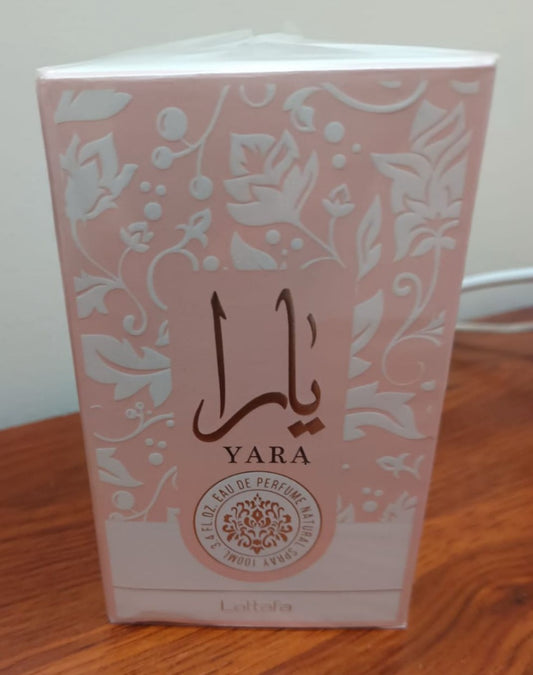 يارا
YARA
EAU DE PERFUME NATURAL SPRAY 100ML. 3.4 FL.OZ.
Lattafa